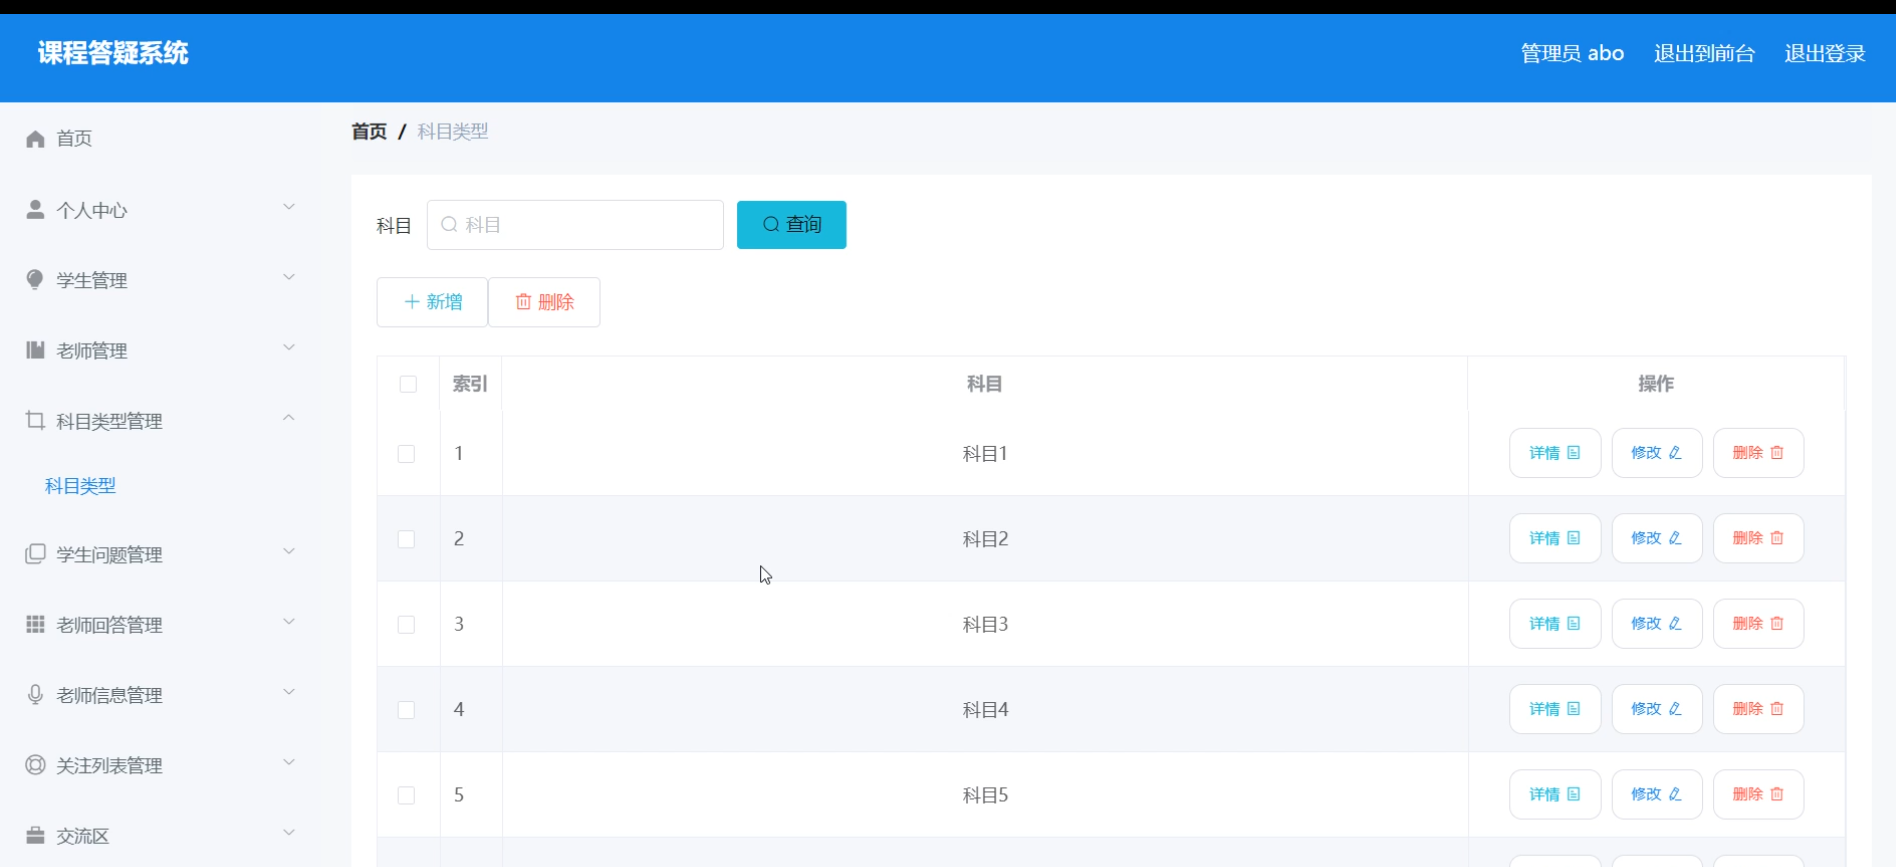 课程答疑系统
管理员 abo 退出到前台 退出登录
首页
个人中心
学生管理
老师管理
科目类型管理
科目类型
学生问题管理
老师回答管理
老师信息管理
关注列表管理
交流区
首页 / 科目类型
科目 科目 查询
新增 删除
索引 科目 操作
1 科目1 详情 修改 删除
2 科目2 详情 修改 删除
3 科目3 详情 修改 删除
4 科目4 详情 修改 删除
5 科目5 详情 修改 删除